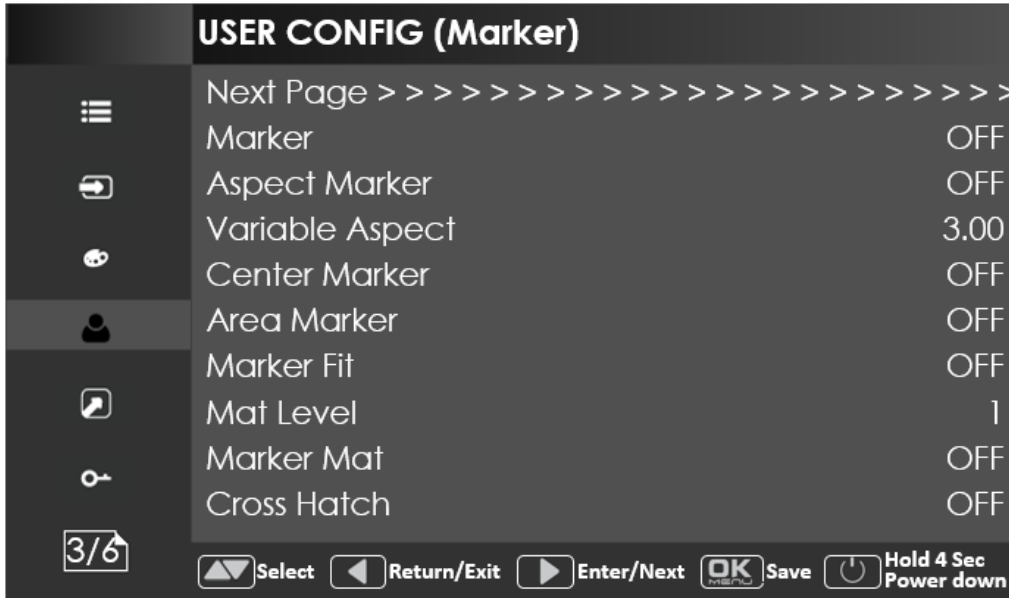 USER CONFIG (Marker)
Next Page > > > > > > > > > > > > > > > > > > > > > > >
Marker OFF
Aspect Marker OFF
Variable Aspect 3.00
Center Marker OFF
Area Marker OFF
Marker Fit OFF
Mat Level 1
Marker Mat OFF
Cross Hatch OFF
3/6
Select Return/Exit Enter/Next OK MENU Save Hold 4 Sec
Power down